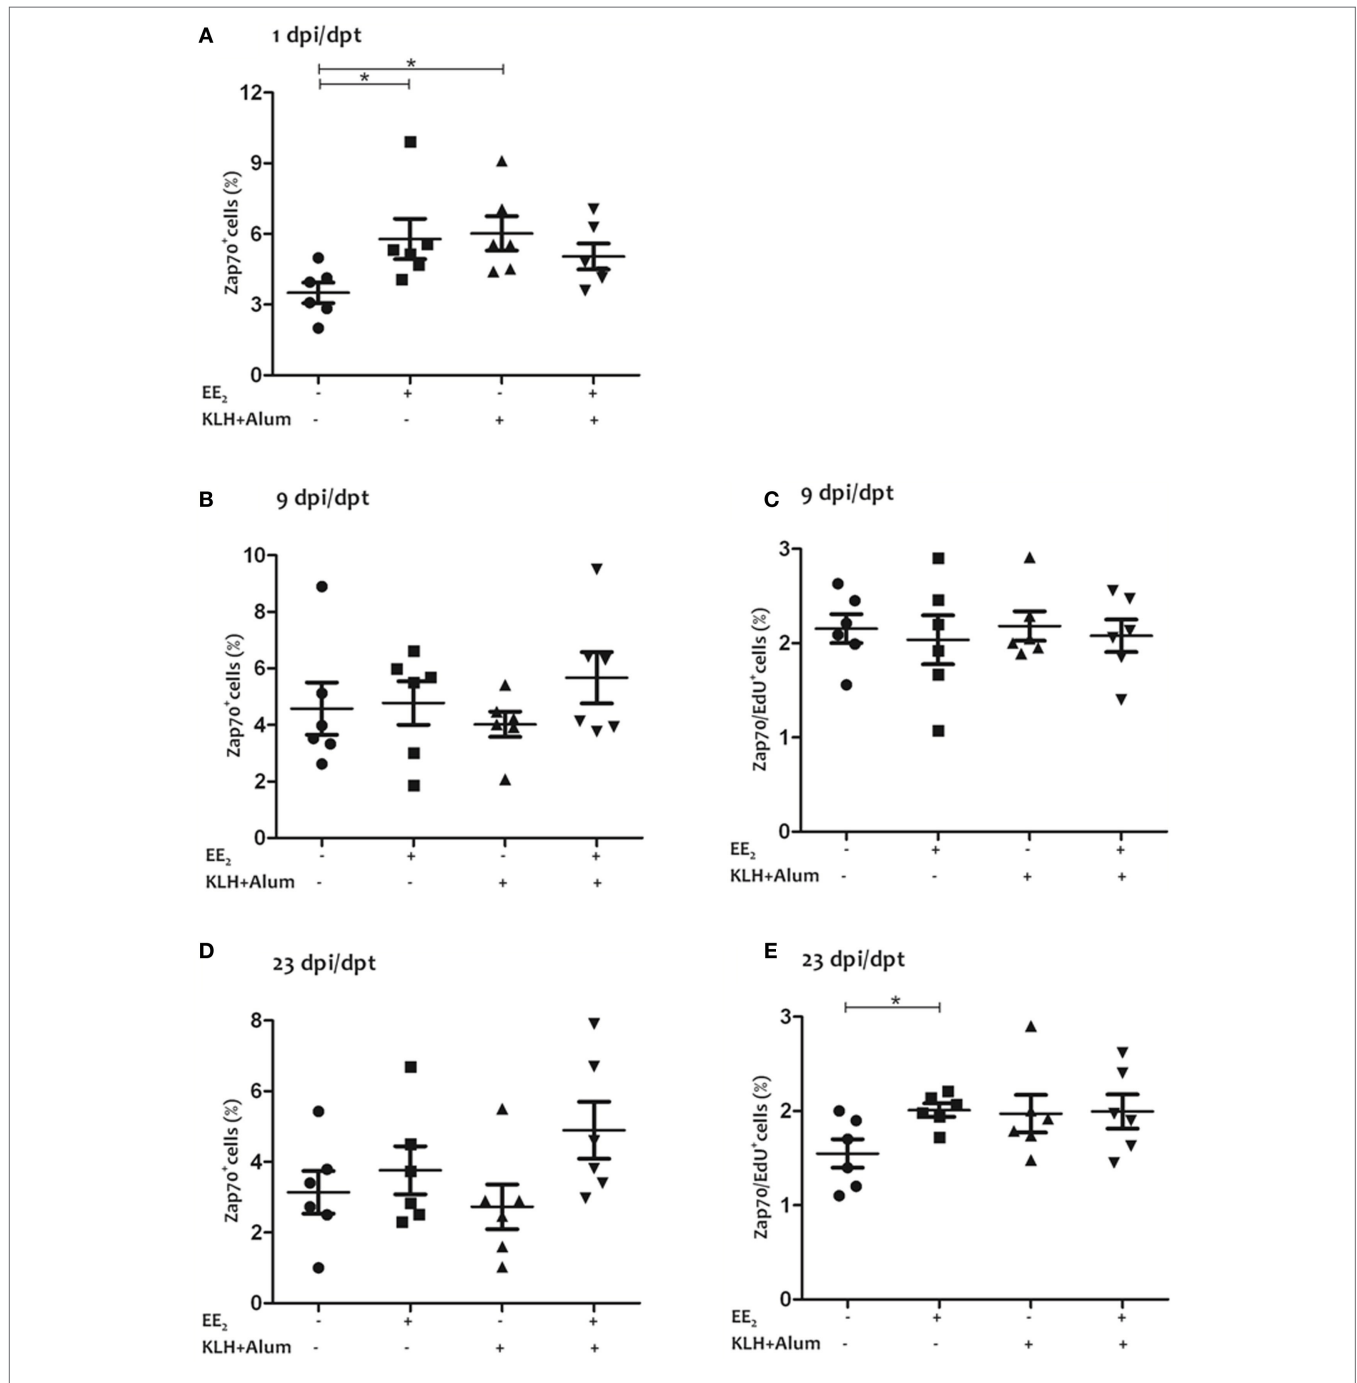 A 1 dpi/dpt
*
*
12
9
6
3
0
Zap70+cells (%)
EE2 - + - +
KLH+Alum - - + +
B 9 dpi/dpt
10
8
6
4
2
0
Zap70+cells (%)
EE2 - + - +
KLH+Alum - - + +
C 9 dpi/dpt
3
2
1
0
Zap70/EdU+cells (%)
EE2 - + - +
KLH+Alum - - + +
D 23 dpi/dpt
8
6
4
2
0
Zap70+cells (%)
EE2 - + - +
KLH+Alum - - + +
E 23 dpi/dpt
*
3
2
1
0
Zap70/EdU+cells (%)
EE2 - + - +
KLH+Alum - - + +